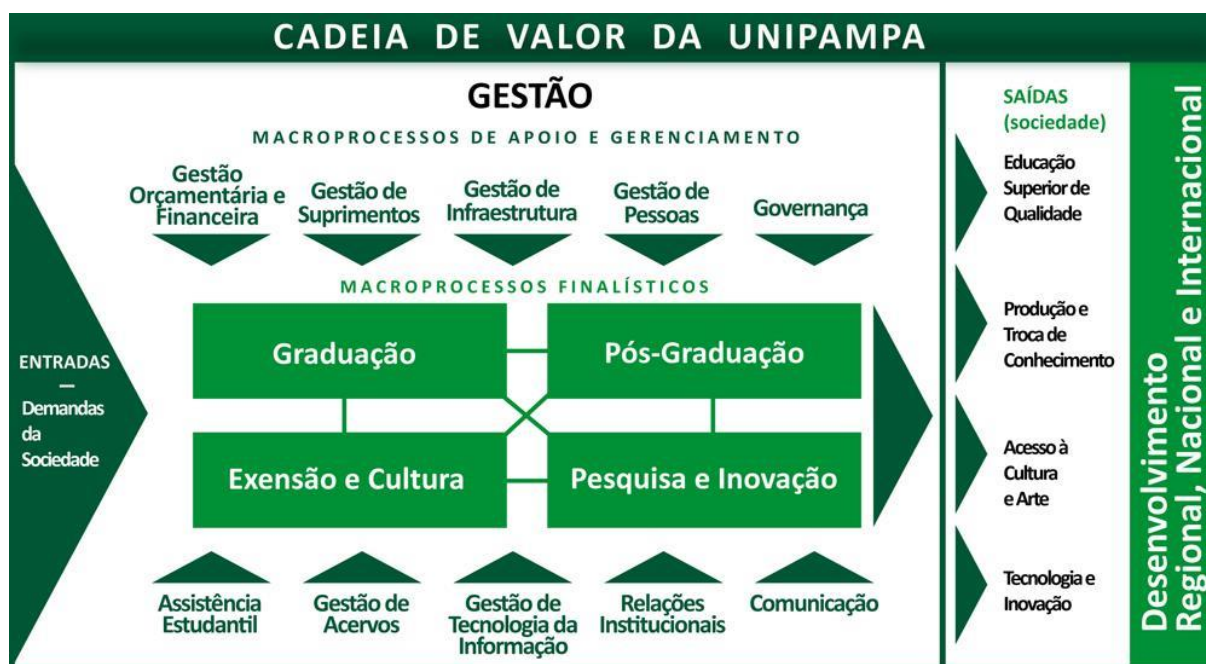 CADEIA DE VALOR DA UNIPAMPA
GESTÃO
MACROPROCESSOS DE APOIO E GERENCIAMENTO
Gestão
Orçamentária e
Financeira
Gestão de
Suprimentos
Gestão de
Infraestrutura
Gestão de
Pessoas
Governança
MACROPROCESSOS FINALÍSTICOS
ENTRADAS
—
Demandas
da
Sociedade
Graduação
Pós-Graduação
Exensão e Cultura
Pesquisa e Inovação
Assistência
Estudantil
Gestão de
Acervos
Gestão de
Tecnologia da
Informação
Relações
Institucionais
Comunicação
SAÍDAS
(sociedade)
Educação
Superior de
Qualidade
Produção e
Troca de
Conhecimento
Acesso à
Cultura
e Arte
Tecnologia e
Inovação
Desenvolvimento
Regional, Nacional e Internacional